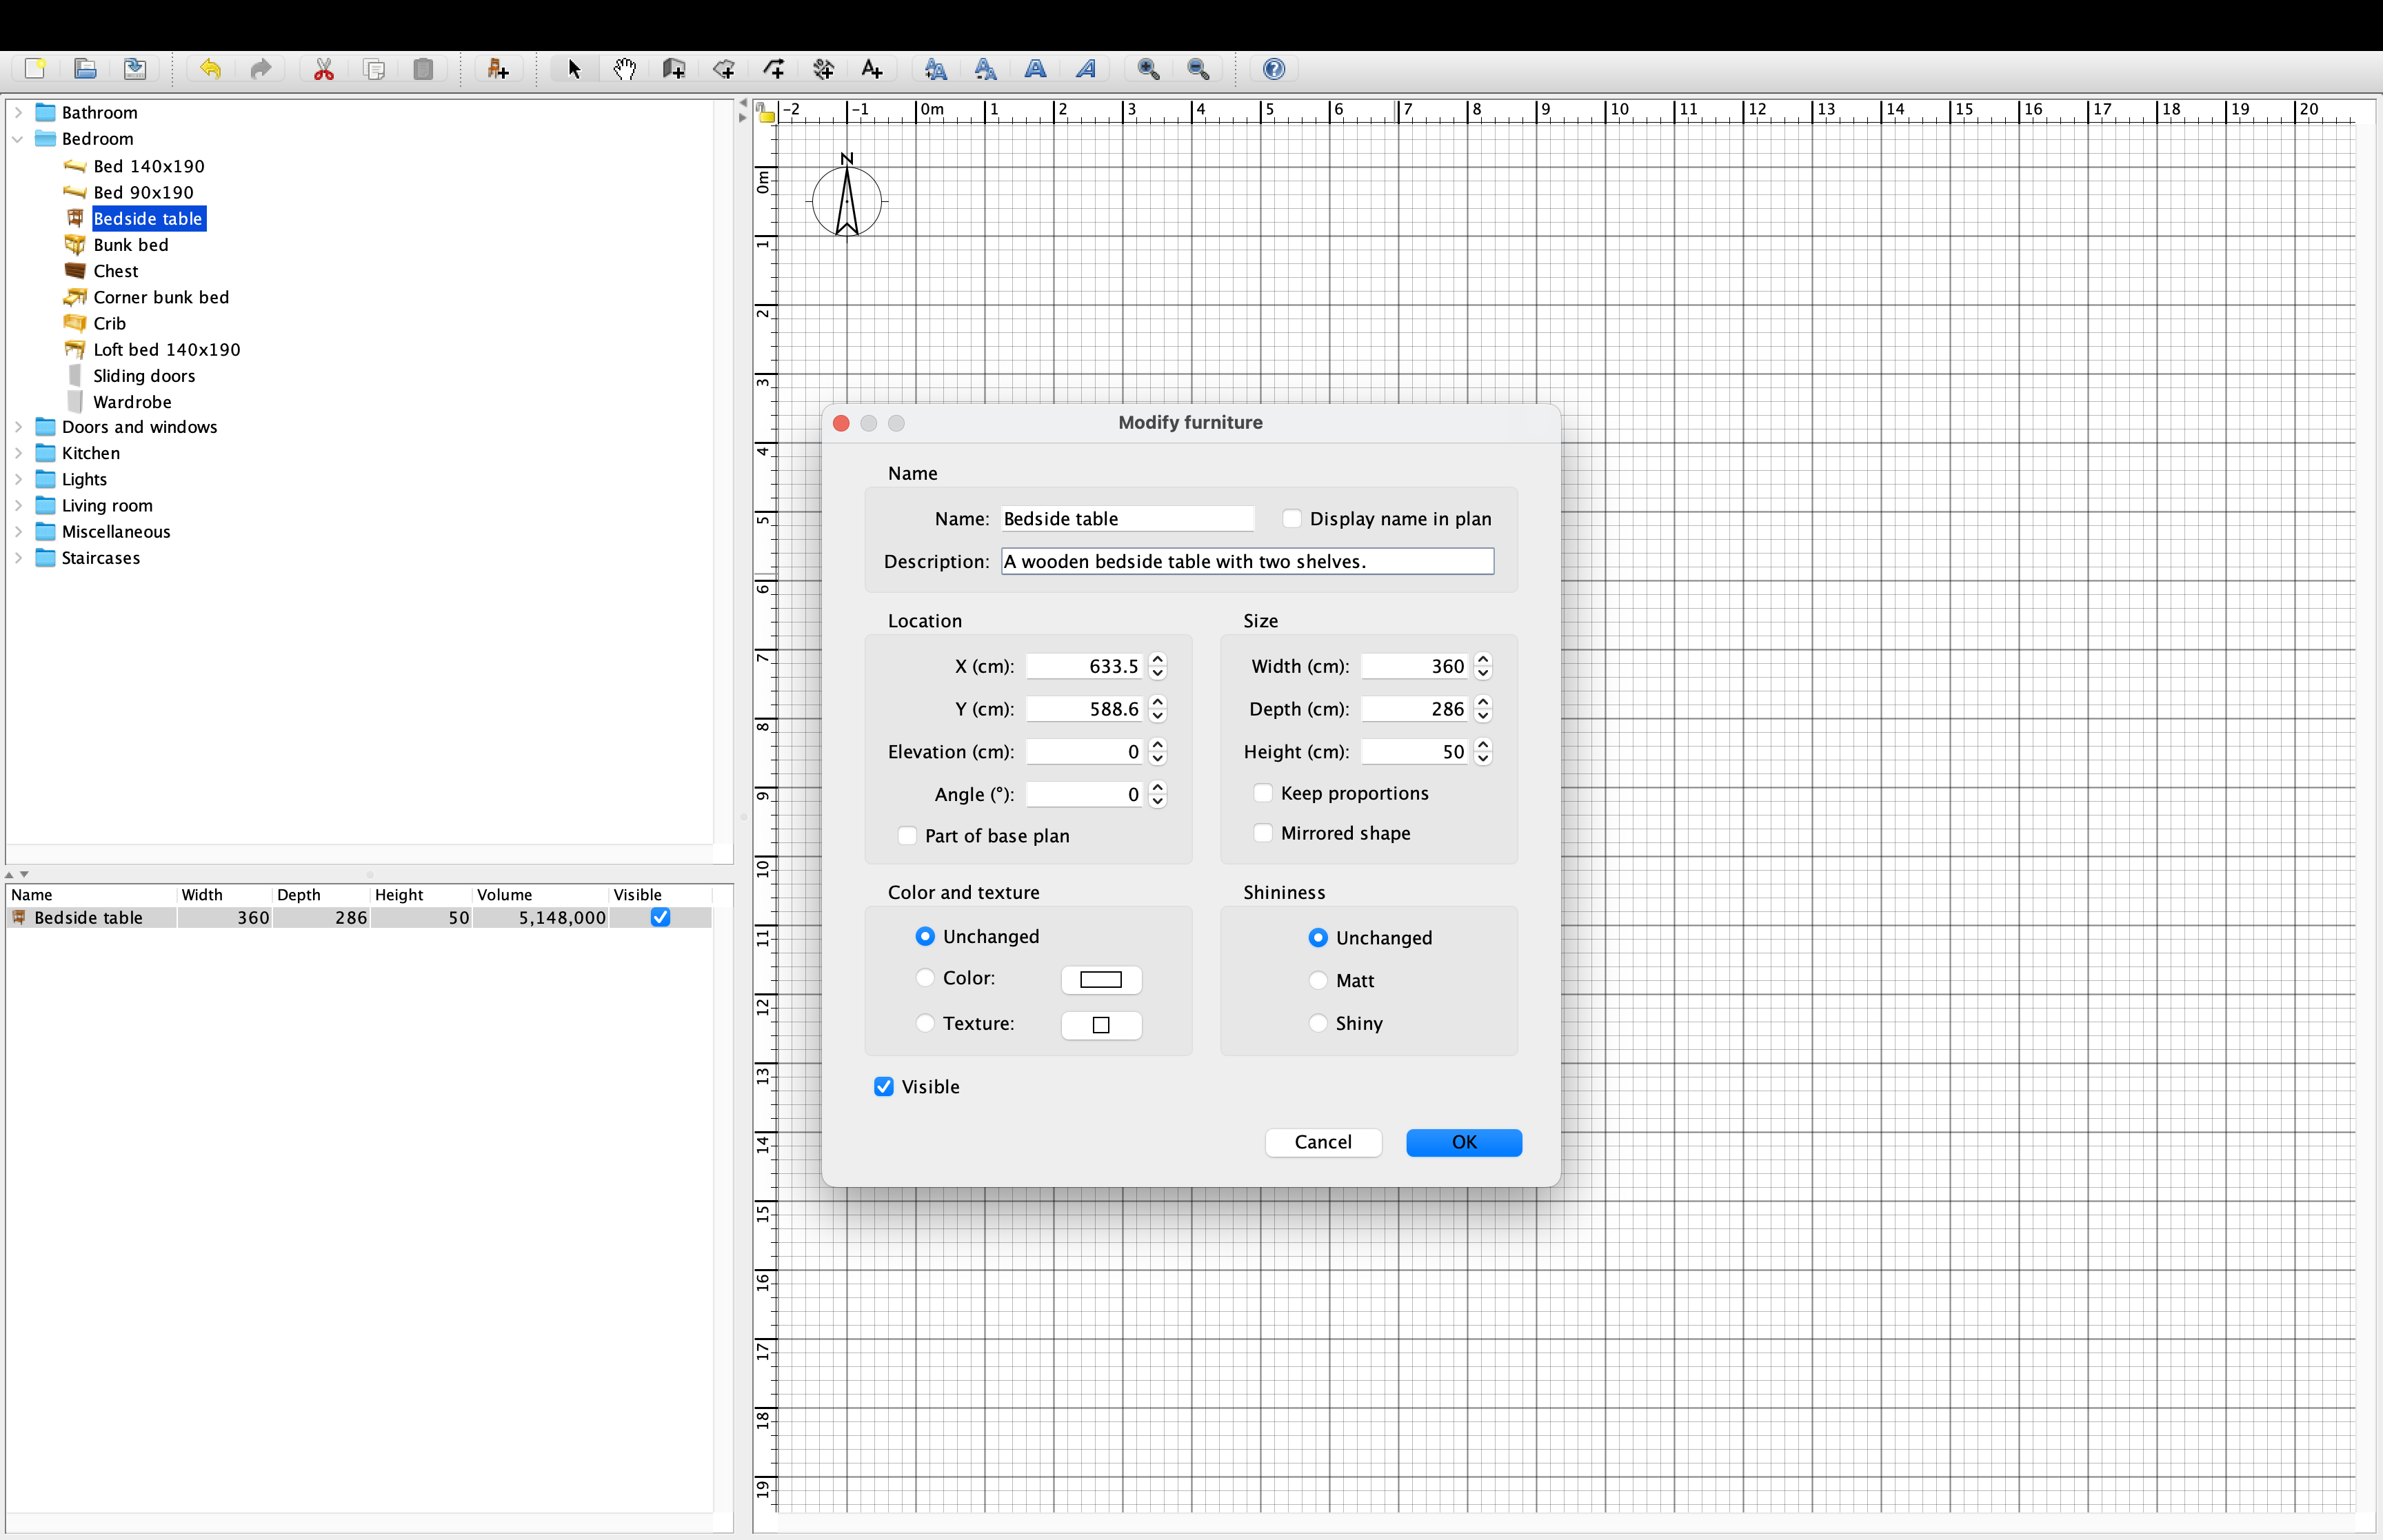 -2 -1 0m 1 2 3 4 5 6 7 8 9 10 11 12 13 14 15 16 17 18 19 20
Bathroom
Bedroom
Bed 140x190
Bed 90x190
Bedside table
Bunk bed
Chest
Corner bunk bed
Crib
Loft bed 140x190
Sliding doors
Wardrobe
Doors and windows
Kitchen
Lights
Living room
Miscellaneous
Staircases
Name Width Depth Height Volume Visible
Bedside table 360 286 50 5,148,000
N
0m
1
2
3
4
5
6
7
8
9
10
11
12
13
14
15
16
17
18
19
Modify furniture
Name
Name: Bedside table Display name in plan
Description: A wooden bedside table with two shelves.
Location
X (cm): 633.5
Y (cm): 588.6
Elevation (cm): 0
Angle (°): 0
Part of base plan
Size
Width (cm): 360
Depth (cm): 286
Height (cm): 50
Keep proportions
Mirrored shape
Color and texture
Unchanged
Color:
Texture:
Shininess
Unchanged
Matt
Shiny
Visible
Cancel OK